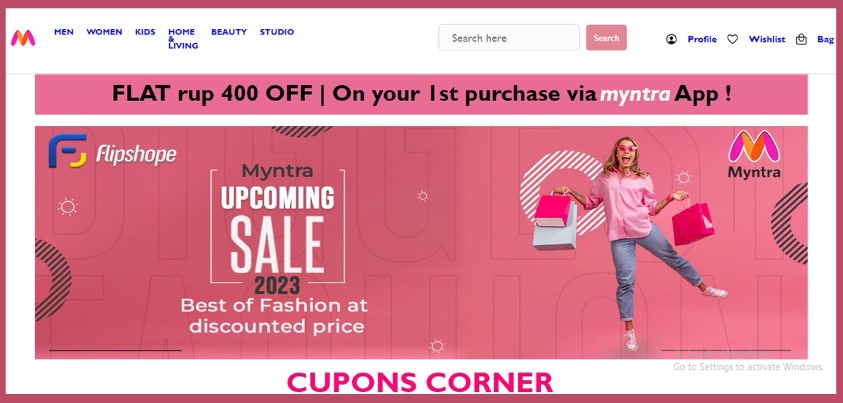 MEN WOMEN KIDS HOME & LIVING BEAUTY STUDIO Search here Search Profile Wishlist Bag
FLAT rup 400 OFF | On your 1st purchase via myntra App !
Flipshope
Myntra
Myntra
UPCOMING
SALE
2023
Best of Fashion at
discounted price
Go to Settings to activate Windows.
CUPONS CORNER